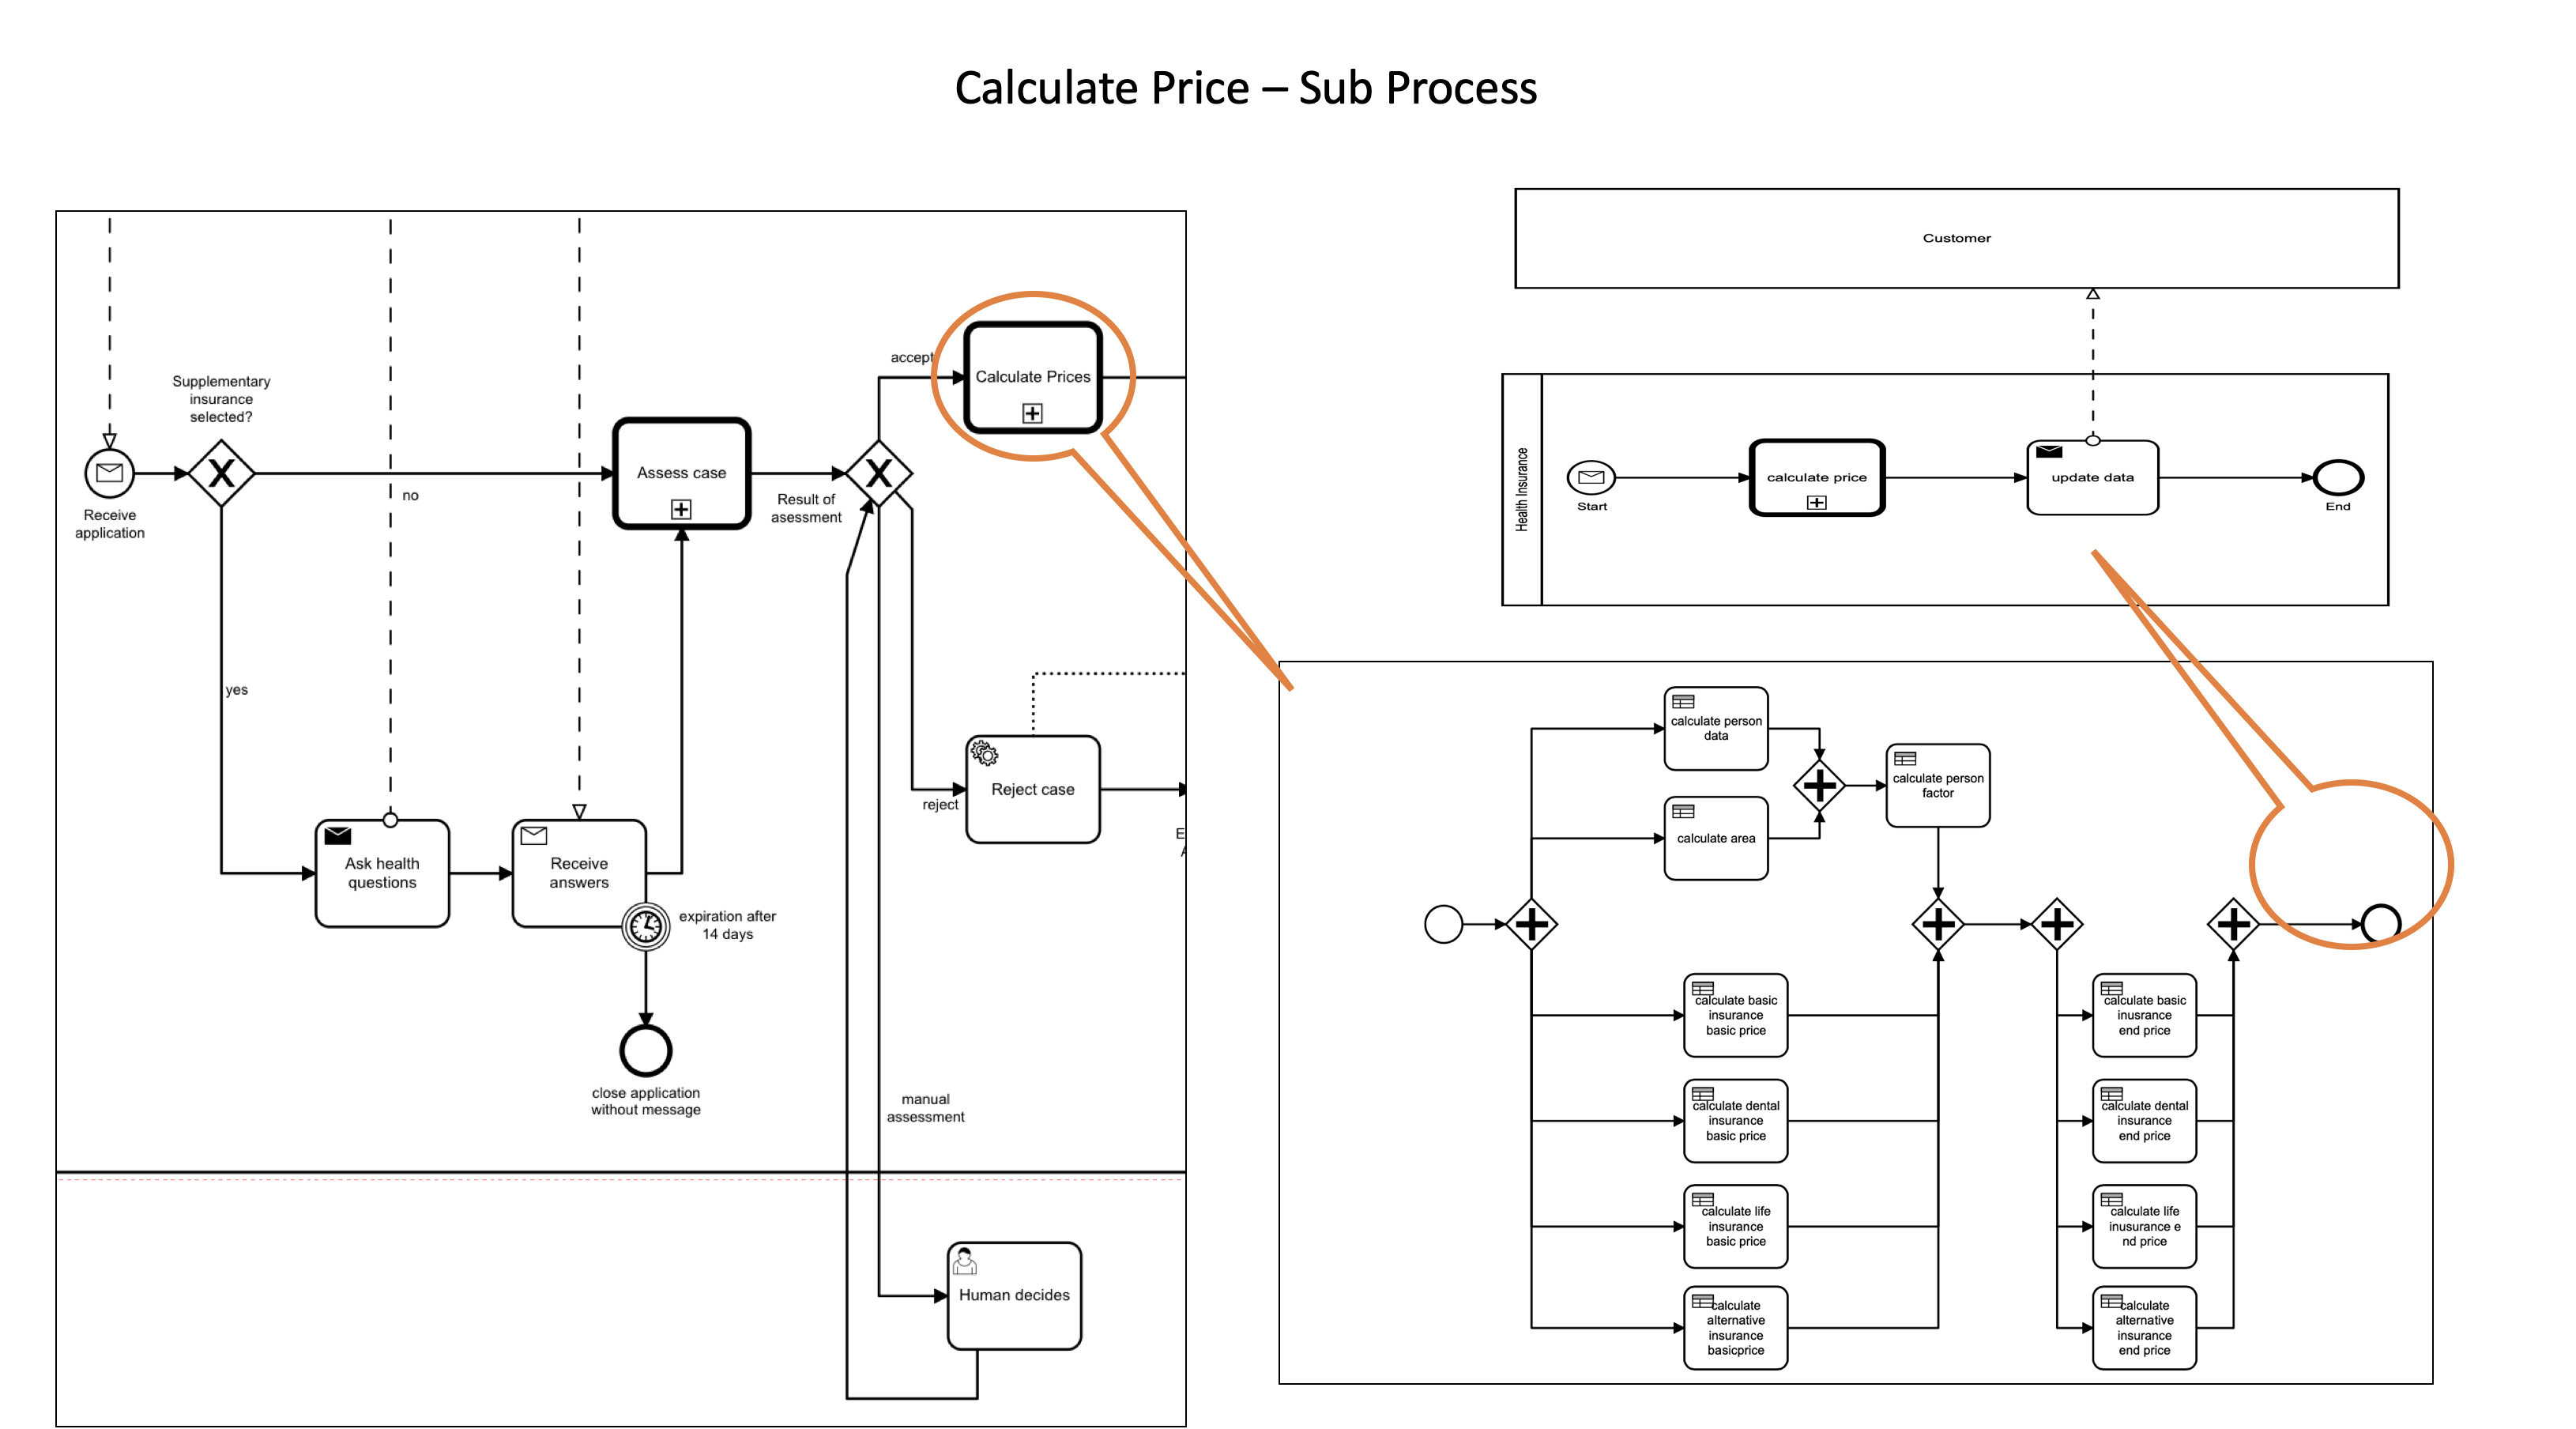 Calculate Price – Sub Process
Supplementary
insurance
selected?
Receive
application
no
yes
Assess case
Result of
asessment
accept
Calculate Prices
reject
Reject case
Ask health
questions
Receive
answers
expiration after
14 days
close application
without message
manual
assessment
Human decides
Customer
Health Insurance
Start
calculate price
update data
End
calculate person
data
calculate area
calculate person
factor
calculate basic
insurance
basic price
calculate dental
insurance
basic price
calculate life
insurance
basic price
calculate
alternative
insurance
basicprice
calculate basic
inusrance
end price
calculate dental
insurance
end price
calculate life
inusurance e
nd price
calculate
alternative
insurance
end price